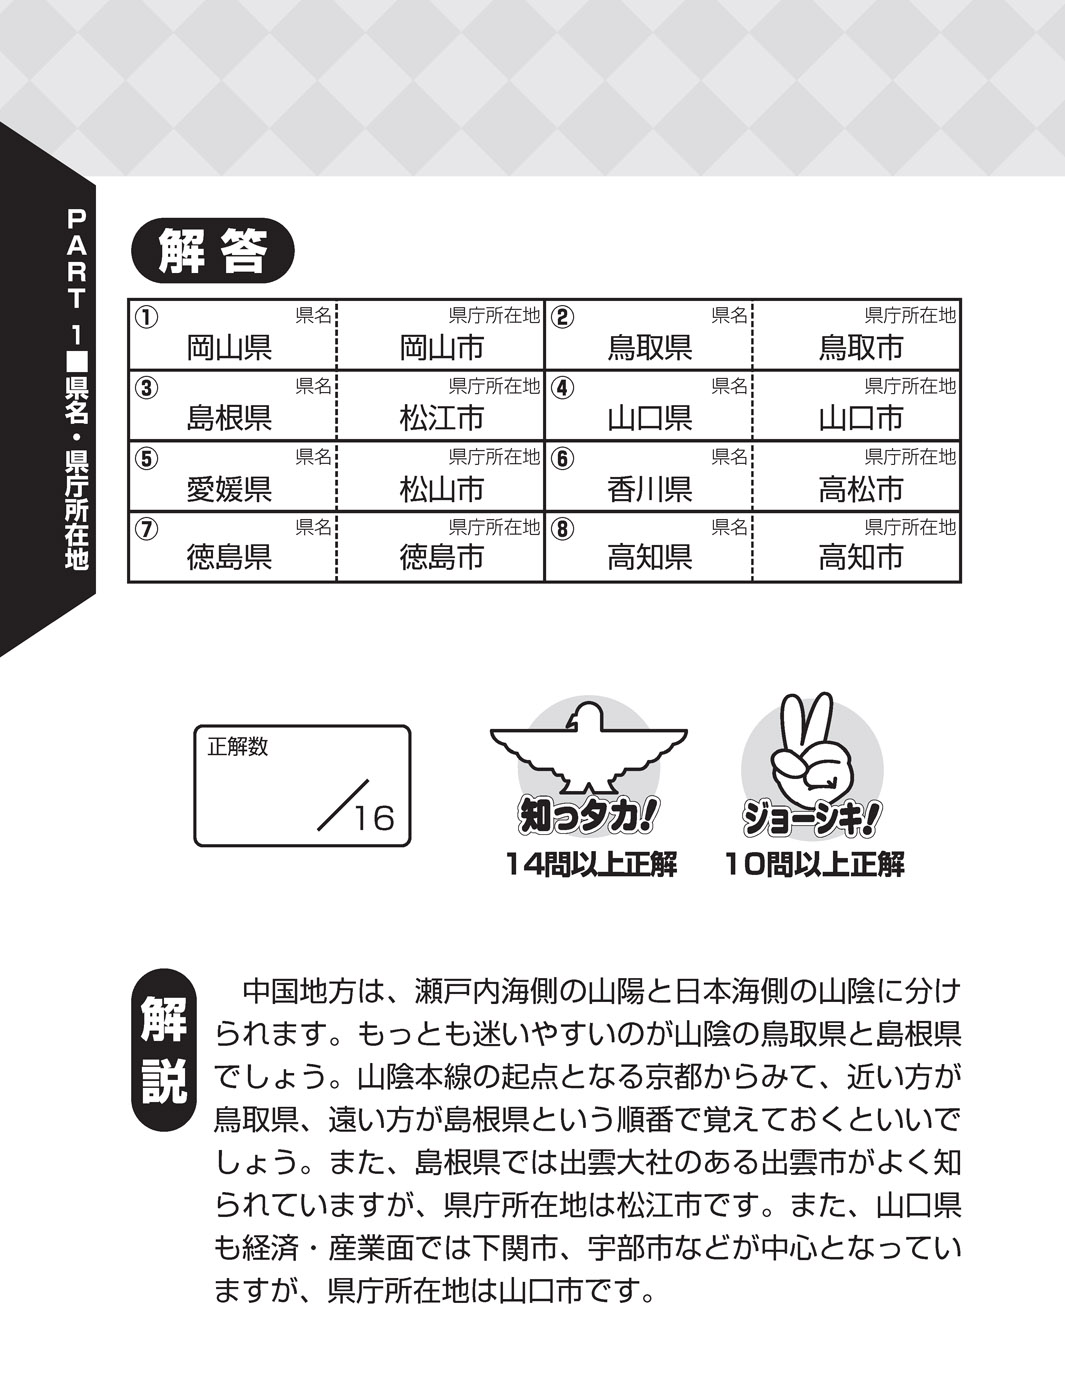 PART 1■県名・県庁所在地
解答
① 県名 県庁所在地 ② 県名 県庁所在地
岡山県 岡山市 鳥取県 鳥取市
③ 県名 県庁所在地 ④ 県名 県庁所在地
島根県 松江市 山口県 山口市
⑤ 県名 県庁所在地 ⑥ 県名 県庁所在地
愛媛県 松山市 香川県 高松市
⑦ 県名 県庁所在地 ⑧ 県名 県庁所在地
徳島県 徳島市 高知県 高知市
正解数
/16
知っタカ!
14問以上正解
ジョーシキ!
10問以上正解
解説
中国地方は、瀬戸内海側の山陽と日本海側の山陰に分け
られます。もっとも迷いやすいのが山陰の鳥取県と島根県
でしょう。山陰本線の起点となる京都からみて、近い方が
鳥取県、遠い方が島根県という順番で覚えておくといいで
しょう。また、島根県では出雲大社のある出雲市がよく知
られていますが、県庁所在地は松江市です。また、山口県
も経済・産業面では下関市、宇部市などが中心となってい
ますが、県庁所在地は山口市です。